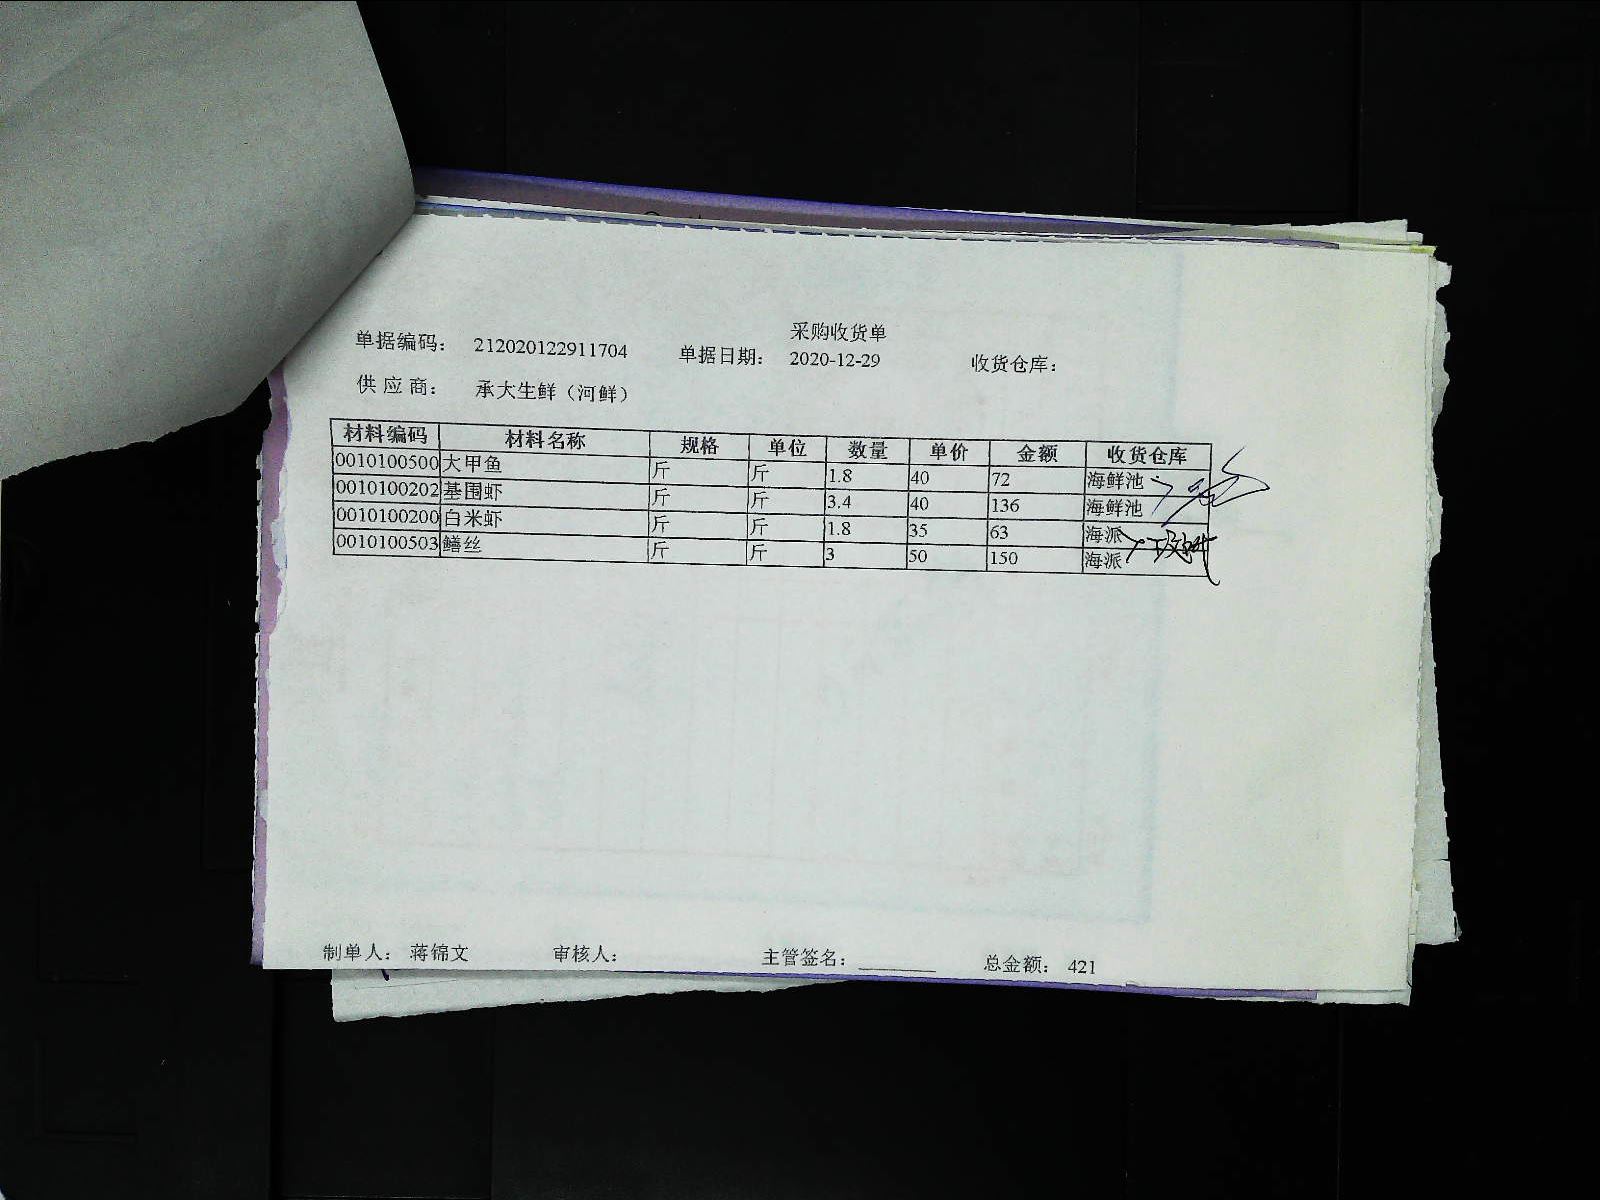 采购收货单
单据编码： 212020122911704 单据日期： 2020-12-29 收货仓库：
供 应 商： 承大生鲜（河鲜）
材料编码 材料名称 规格 单位 数量 单价 金额 收货仓库
0010100500 大甲鱼 斤 斤 1.8 40 72 海鲜池
0010100202 基围虾 斤 斤 3.4 40 136 海鲜池
0010100200 白米虾 斤 斤 1.8 35 63 海派
0010100503 鳝丝 斤 斤 3 50 150 海派
制单人： 蒋锦文 审核人： 主管签名： 总金额： 421